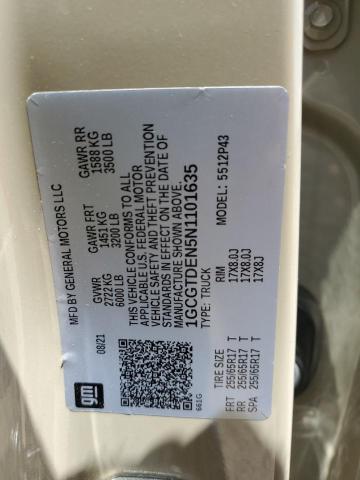 gm
MFD BY GENERAL MOTORS LLC
08/21
GVWR
2722 KG
6000 LB
GAWR FRT
1451 KG
3200 LB
GAWR RR
1588 KG
3500 LB
THIS VEHICLE CONFORMS TO ALL
APPLICABLE U.S. FEDERAL MOTOR
VEHICLE SAFETY AND THEFT PREVENTION
STANDARDS IN EFFECT ON THE DATE OF
MANUFACTURE SHOWN ABOVE.
1GCGTDEN5N1101635
TYPE: TRUCK
MODEL: 5512P43
661G
TIRE SIZE RIM
FRT 255/65R17 T 17X8.0J
RR 255/65R17 T 17X8.0J
SPA 255/65R17 T 17X8J